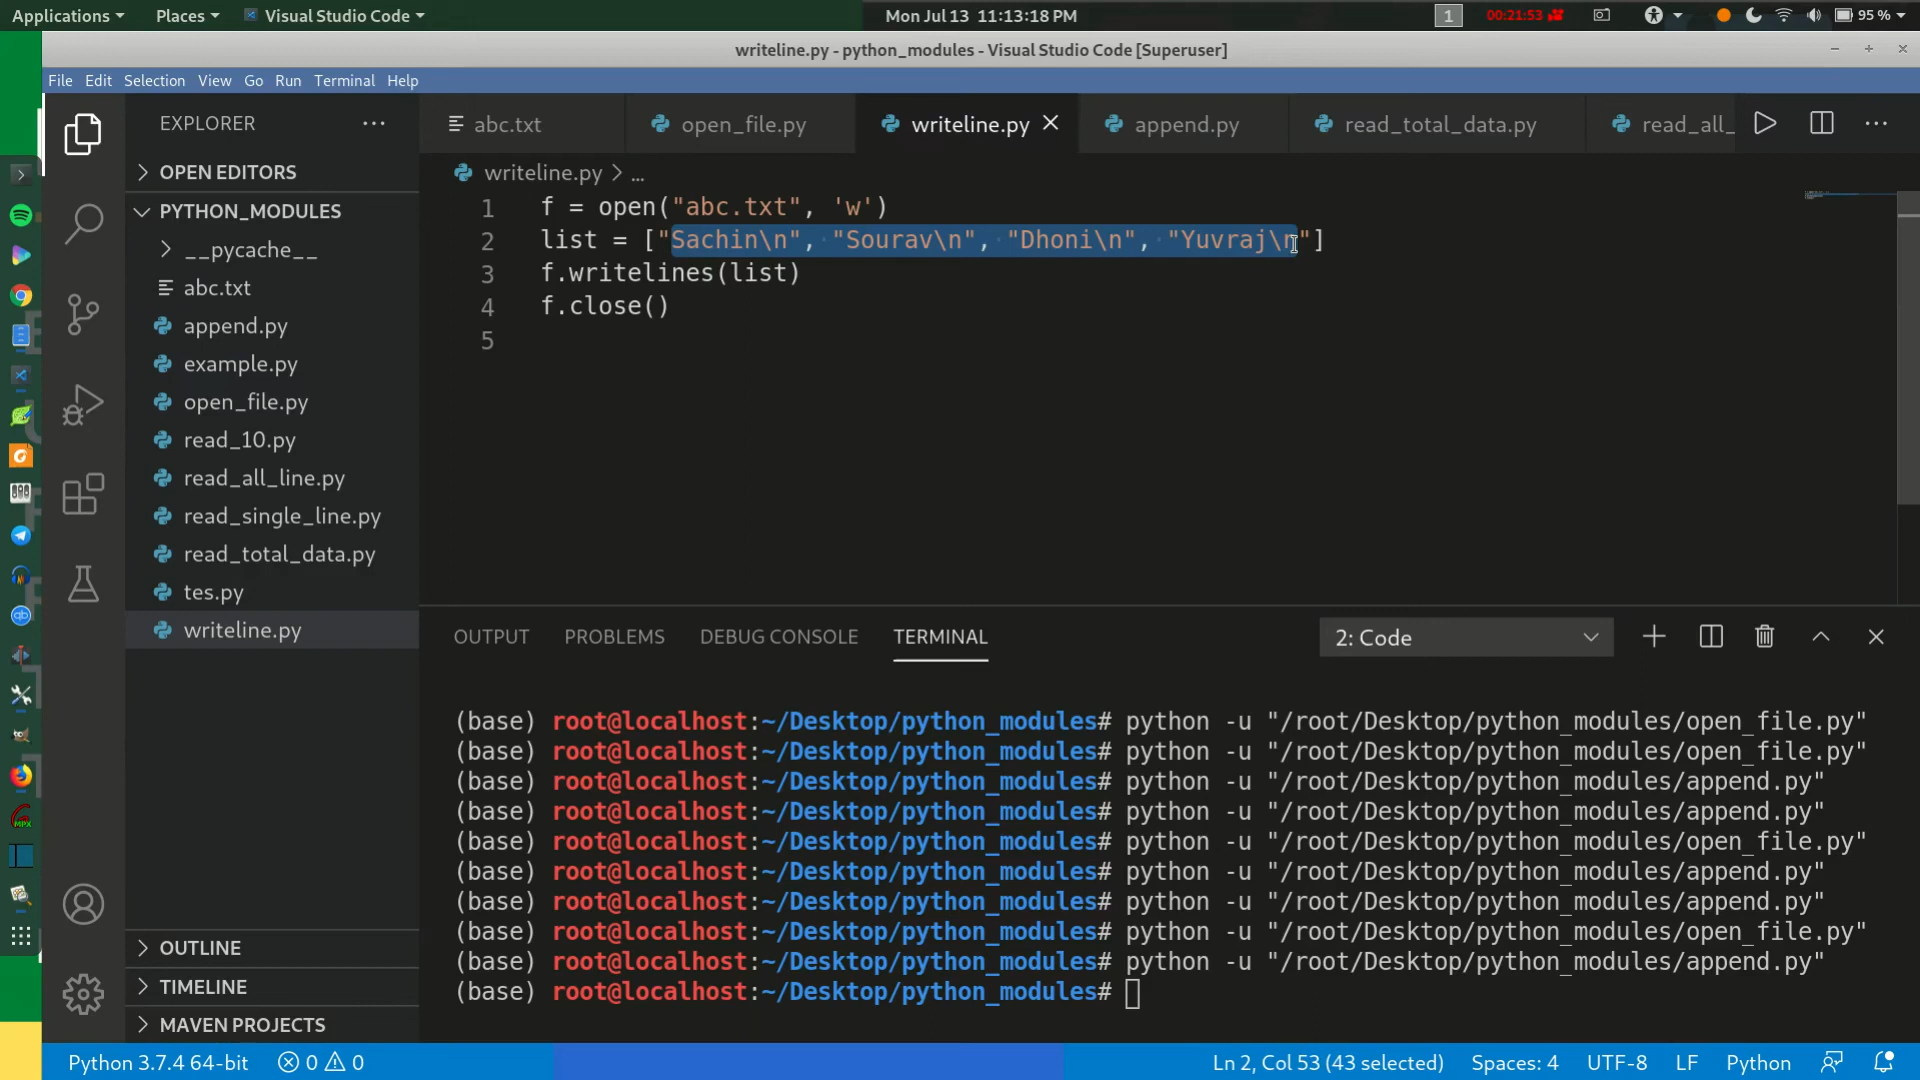 Applications Places Visual Studio Code Mon Jul 13 11:13:18 PM 1 00:21:53 95 %
writeline.py - python_modules - Visual Studio Code [Superuser]
File Edit Selection View Go Run Terminal Help
EXPLORER
abc.txt open_file.py writeline.py append.py read_total_data.py read_all_
OPEN EDITORS
PYTHON_MODULES
__pycache__
abc.txt
append.py
example.py
open_file.py
read_10.py
read_all_line.py
read_single_line.py
read_total_data.py
tes.py
writeline.py
OUTLINE
TIMELINE
MAVEN PROJECTS
writeline.py > ...
1 f = open("abc.txt", 'w')
2 list = ["Sachin\n", "Sourav\n", "Dhoni\n", "Yuvraj\n"]
3 f.writelines(list)
4 f.close()
5
OUTPUT PROBLEMS DEBUG CONSOLE TERMINAL 2: Code
(base) root@localhost:~/Desktop/python_modules# python -u "/root/Desktop/python_modules/open_file.py"
(base) root@localhost:~/Desktop/python_modules# python -u "/root/Desktop/python_modules/open_file.py"
(base) root@localhost:~/Desktop/python_modules# python -u "/root/Desktop/python_modules/append.py"
(base) root@localhost:~/Desktop/python_modules# python -u "/root/Desktop/python_modules/append.py"
(base) root@localhost:~/Desktop/python_modules# python -u "/root/Desktop/python_modules/open_file.py"
(base) root@localhost:~/Desktop/python_modules# python -u "/root/Desktop/python_modules/append.py"
(base) root@localhost:~/Desktop/python_modules# python -u "/root/Desktop/python_modules/append.py"
(base) root@localhost:~/Desktop/python_modules# python -u "/root/Desktop/python_modules/open_file.py"
(base) root@localhost:~/Desktop/python_modules# python -u "/root/Desktop/python_modules/append.py"
(base) root@localhost:~/Desktop/python_modules#
Python 3.7.4 64-bit 0 0 Ln 2, Col 53 (43 selected) Spaces: 4 UTF-8 LF Python